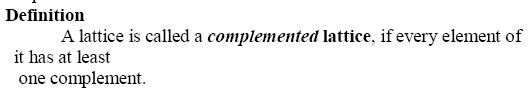 Definition
A lattice is called a complemented lattice, if every element of
it has at least
one complement.